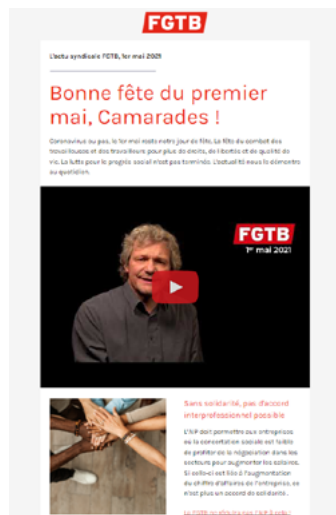 FGTB
L'actu syndicale FGTB, 1er mai 2021
Bonne fête du premier
mai, Camarades !
Coronavirus ou pas, le 1er mai reste notre jour de fête. La fête du combat des
travailleuses et des travailleurs pour plus de droits, de libertés et de qualité de
vie. La lutte pour le progrès social n'est pas terminée. L'actualité nous le démontre
au quotidien.
FGTB
1er mai 2021
Sans solidarité, pas d'accord
interprofessionnel possible
L'AIP doit permettre aux entreprises
où la concertation sociale est faible
de profiter de la négociation dans les
secteurs pour augmenter les salaires.
Si celle-ci est liée à l'augmentation
du chiffre d'affaires de l'entreprise, ce
n'est plus un accord de solidarité.